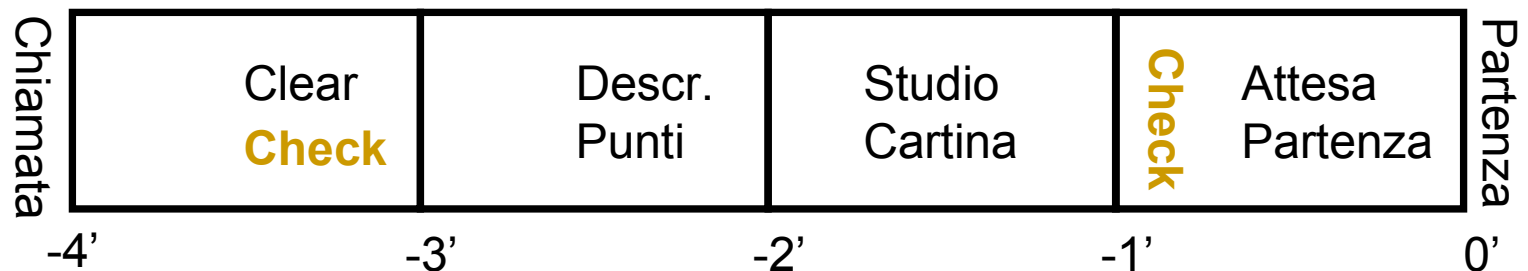 Chiamata
Clear
Check
Descr.
Punti
Studio
Cartina
Check
Attesa
Partenza
Partenza
-4’
-3’
-2’
-1’
0’